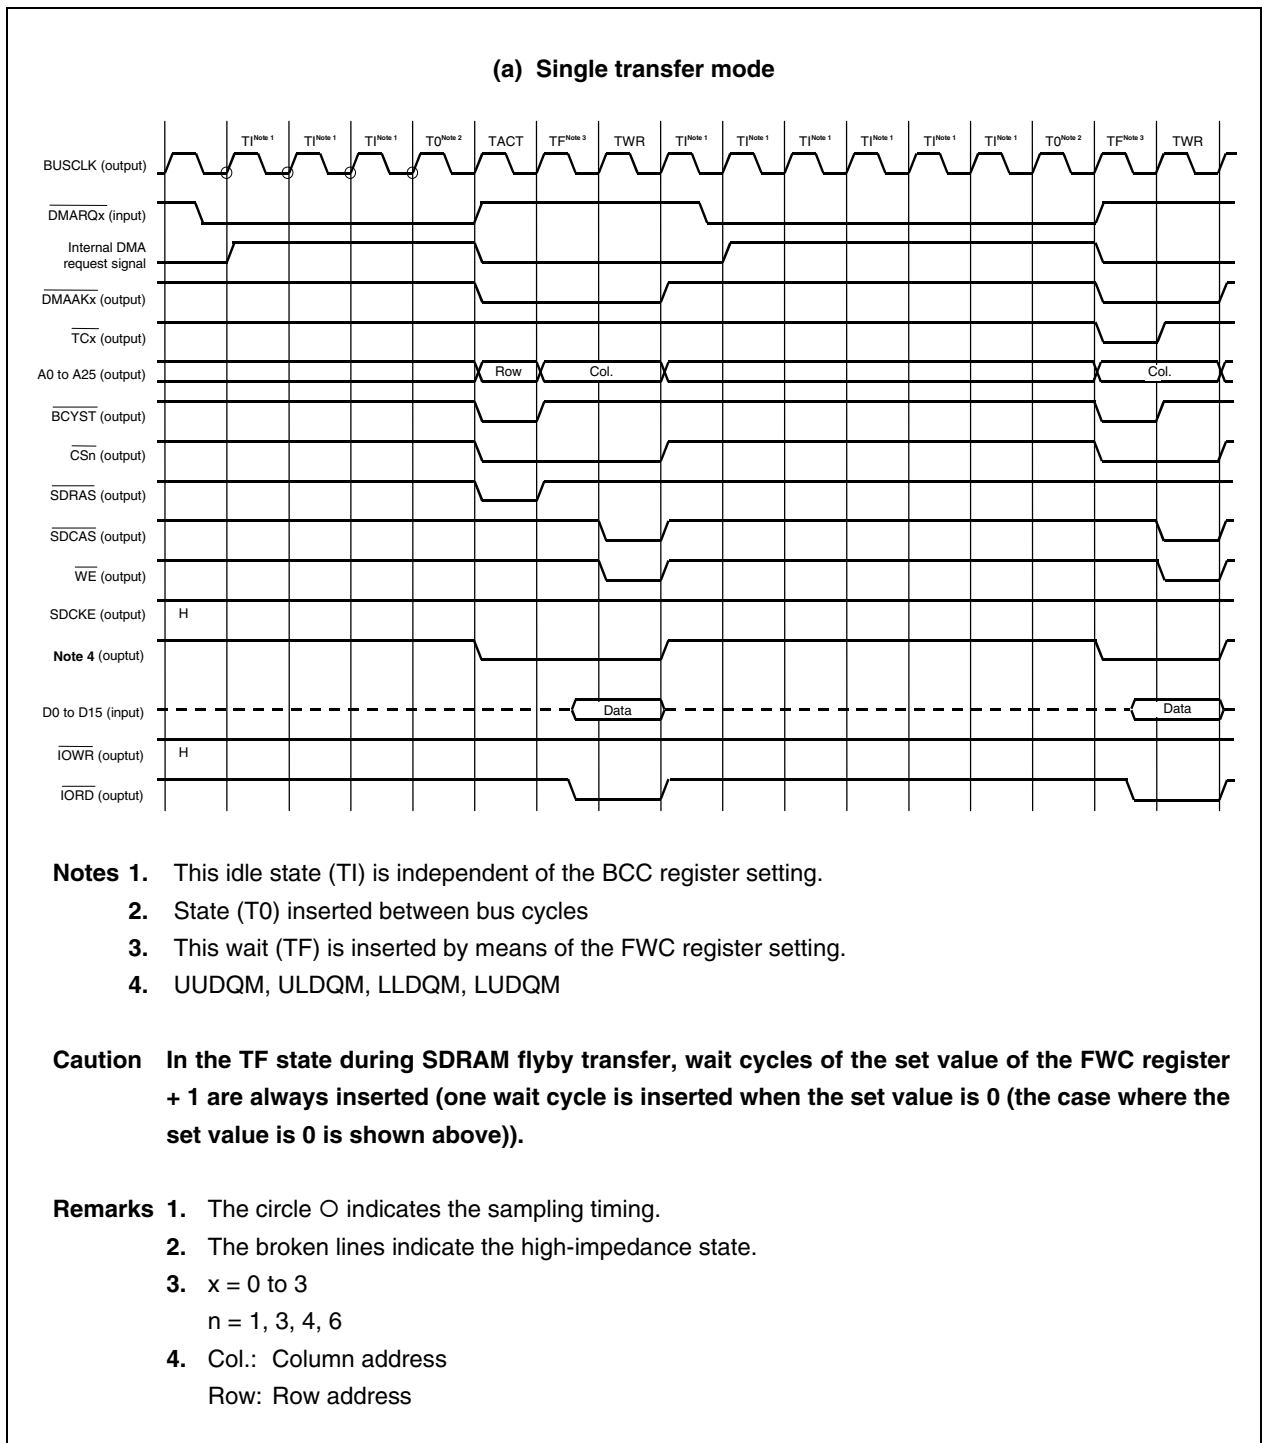 (a) Single transfer mode
TI Note 1 TI Note 1 TI Note 1 T0 Note 2 TACT TF Note 3 TWR TI Note 1 TI Note 1 TI Note 1 TI Note 1 TI Note 1 TI Note 1 T0 Note 2 TF Note 3 TWR
BUSCLK (output)
DMARQx (input)
Internal DMA
request signal
DMAAKx (output)
TCx (output)
A0 to A25 (output) Row Col. Col.
BCYST (output)
CSn (output)
SDRAS (output)
SDCAS (output)
WE (output)
SDCKE (output) H
Note 4 (ouptut)
D0 to D15 (input) Data Data
IOWR (ouptut) H
IORD (ouptut)
Notes 1. This idle state (TI) is independent of the BCC register setting.
2. State (T0) inserted between bus cycles
3. This wait (TF) is inserted by means of the FWC register setting.
4. UUDQM, ULDQM, LLDQM, LUDQM
Caution In the TF state during SDRAM flyby transfer, wait cycles of the set value of the FWC register
+ 1 are always inserted (one wait cycle is inserted when the set value is 0 (the case where the
set value is 0 is shown above)).
Remarks 1. The circle O indicates the sampling timing.
2. The broken lines indicate the high-impedance state.
3. x = 0 to 3
n = 1, 3, 4, 6
4. Col.: Column address
Row: Row address